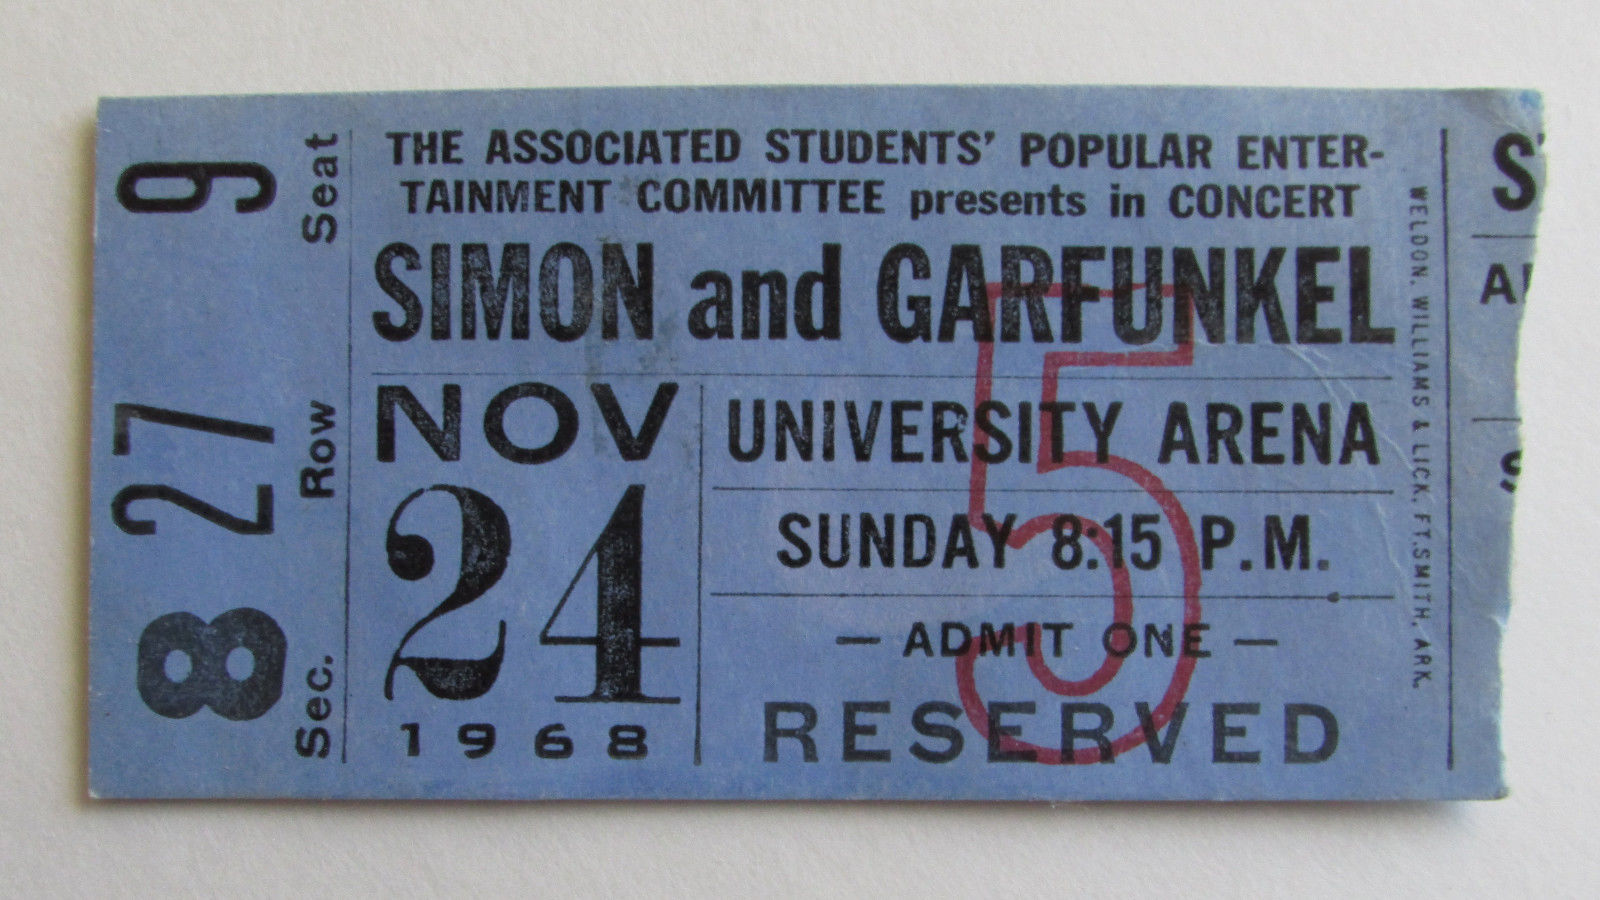 Seat 9
Row 27
Sec. 8
THE ASSOCIATED STUDENTS' POPULAR ENTER-
TAINMENT COMMITTEE presents in CONCERT
SIMON and GARFUNKEL
NOV
24
1968
UNIVERSITY ARENA
SUNDAY 8:15 P.M.
— ADMIT ONE —
RESERVED
5
WELDON, WILLIAMS & LICK, FT. SMITH, ARK.